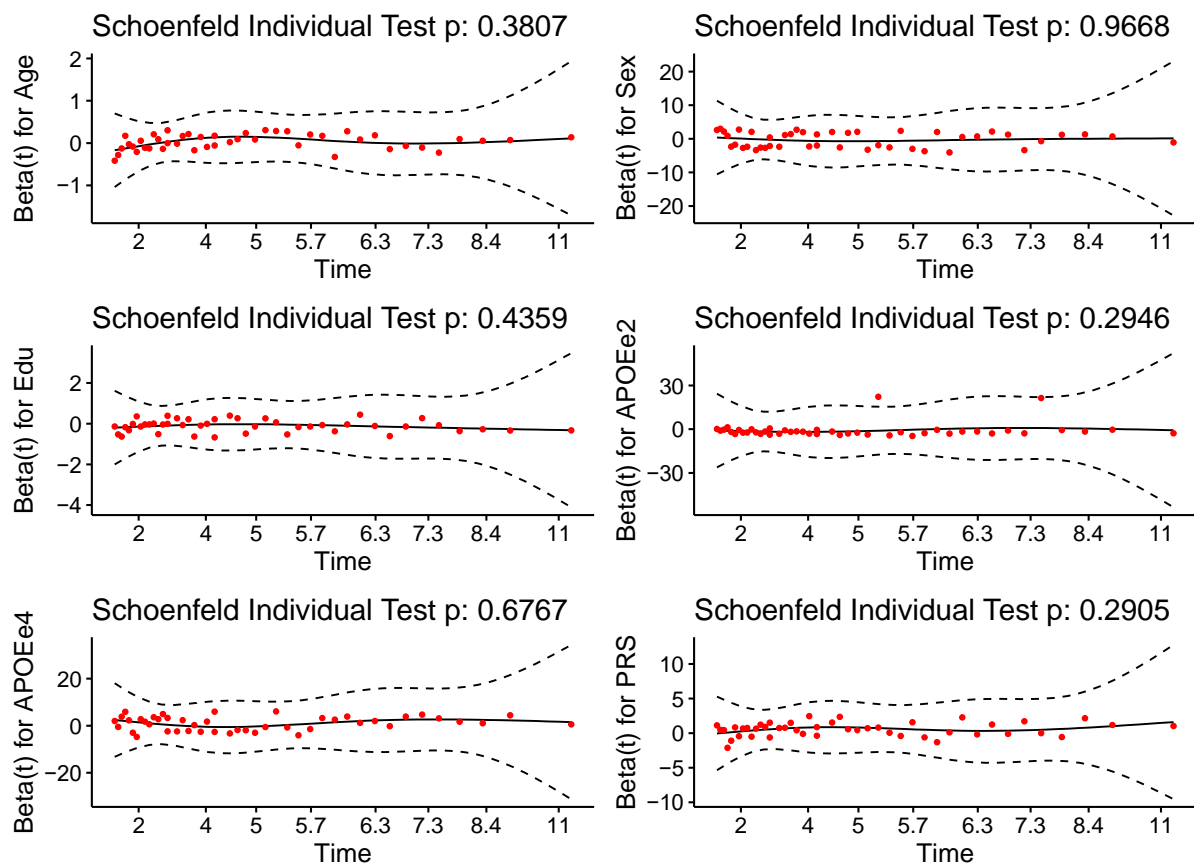 Schoenfeld Individual Test p: 0.3807
Beta(t) for Age
2
1
0
−1
2 4 5 5.7 6.3 7.3 8.4 11
Time
Schoenfeld Individual Test p: 0.9668
Beta(t) for Sex
20
10
0
−10
−20
2 4 5 5.7 6.3 7.3 8.4 11
Time
Schoenfeld Individual Test p: 0.4359
Beta(t) for Edu
2
0
−2
−4
2 4 5 5.7 6.3 7.3 8.4 11
Time
Schoenfeld Individual Test p: 0.2946
Beta(t) for APOEe2
30
0
−30
2 4 5 5.7 6.3 7.3 8.4 11
Time
Schoenfeld Individual Test p: 0.6767
Beta(t) for APOEe4
20
0
−20
2 4 5 5.7 6.3 7.3 8.4 11
Time
Schoenfeld Individual Test p: 0.2905
Beta(t) for PRS
10
5
0
−5
−10
2 4 5 5.7 6.3 7.3 8.4 11
Time